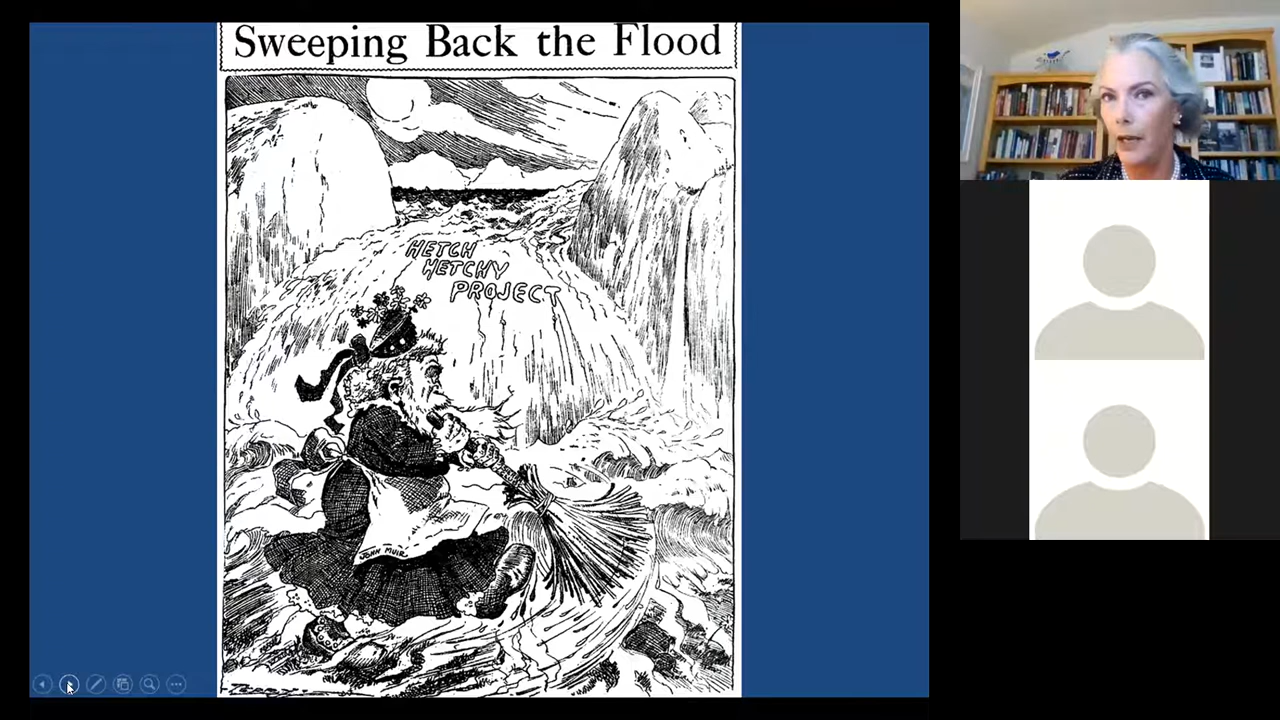 Sweeping Back the Flood
HETCH
HETCHY
PROJECT
JOHN MUIR